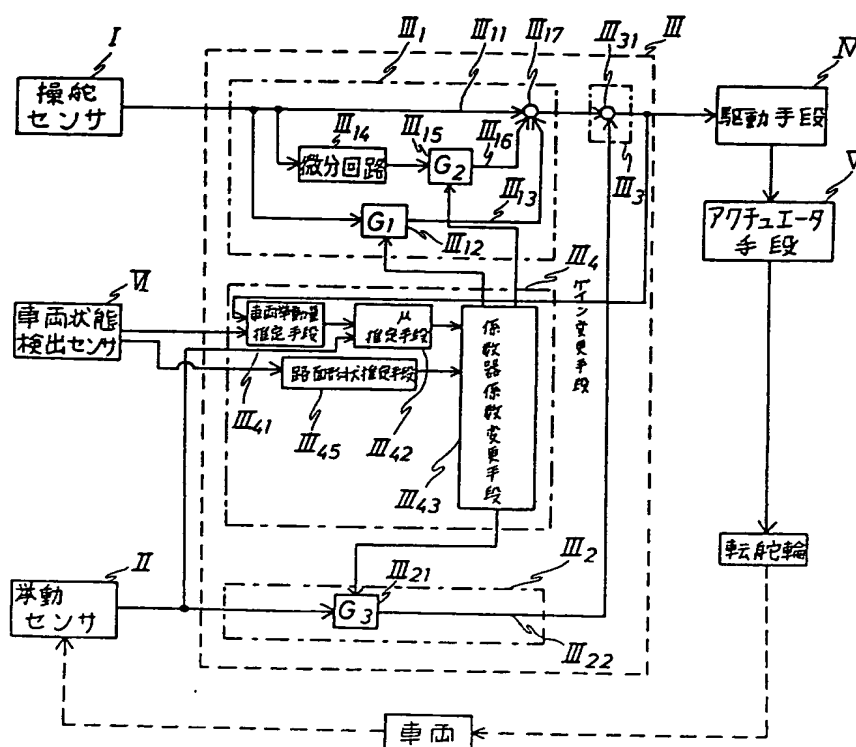 I
操舵
センサ
III1
III11
III17
III31
III
IV
駆動手段
III14
微分回路
III15
G2
III16
III13
III3
G1
III12
V
アクチュエータ
手段
VI
車両状態
検出センサ
III4
ゲイン変更手段
車両挙動量
推定手段
μ
推定手段
路面形状推定手段
係数器係数変更手段
III41
III45
III42
III43
転舵輪
II
挙動
センサ
III21
G3
III2
III22
車両